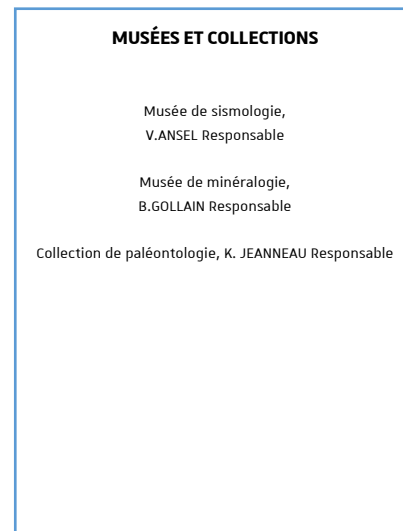 MUSÉES ET COLLECTIONS
Musée de sismologie,
V.ANSEL Responsable
Musée de minéralogie,
B.GOLLAIN Responsable
Collection de paléontologie, K. JEANNEAU Responsable